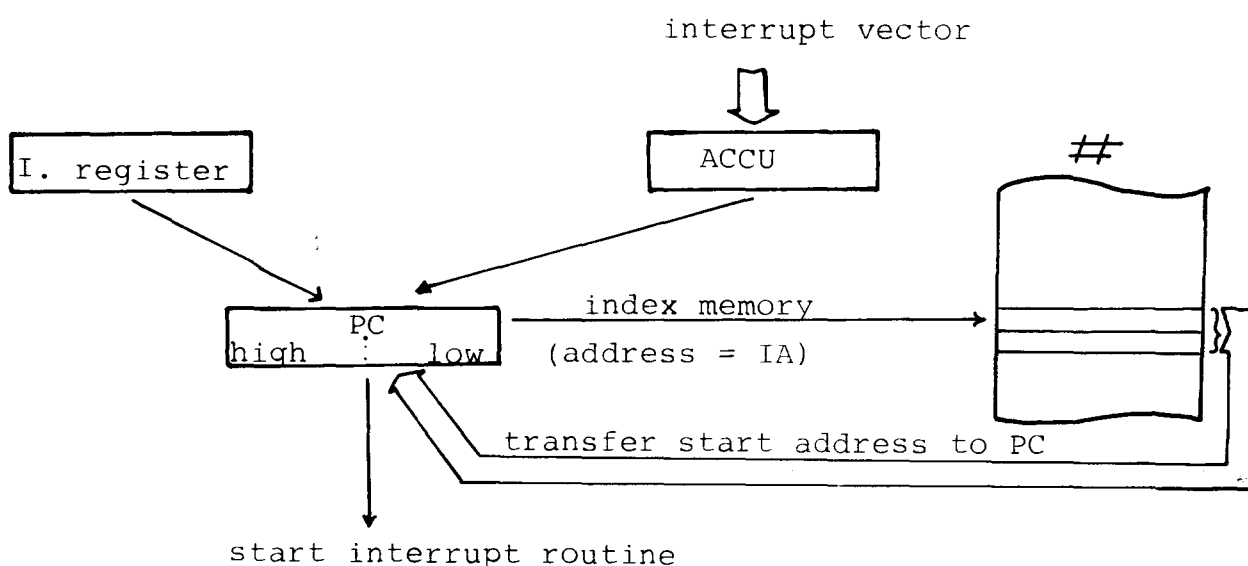 interrupt vector
I. register
ACCU
#
PC
high : low
index memory
(address = IA)
transfer start address to PC
start interrupt routine